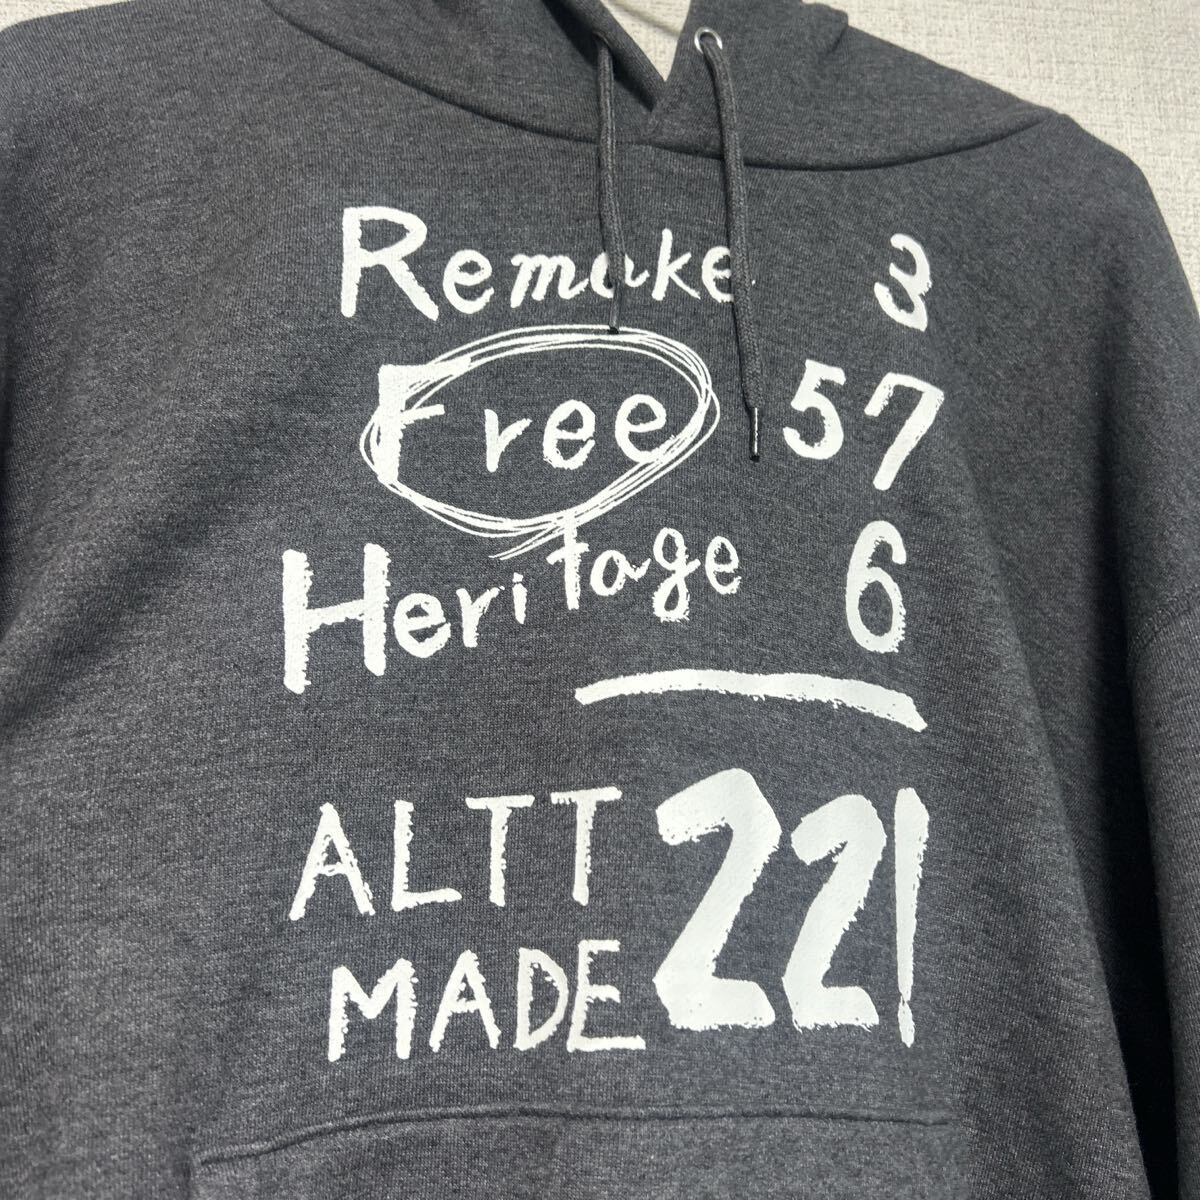 Remake 3
Free 57
Heritage 6
ALTT 221
MADE